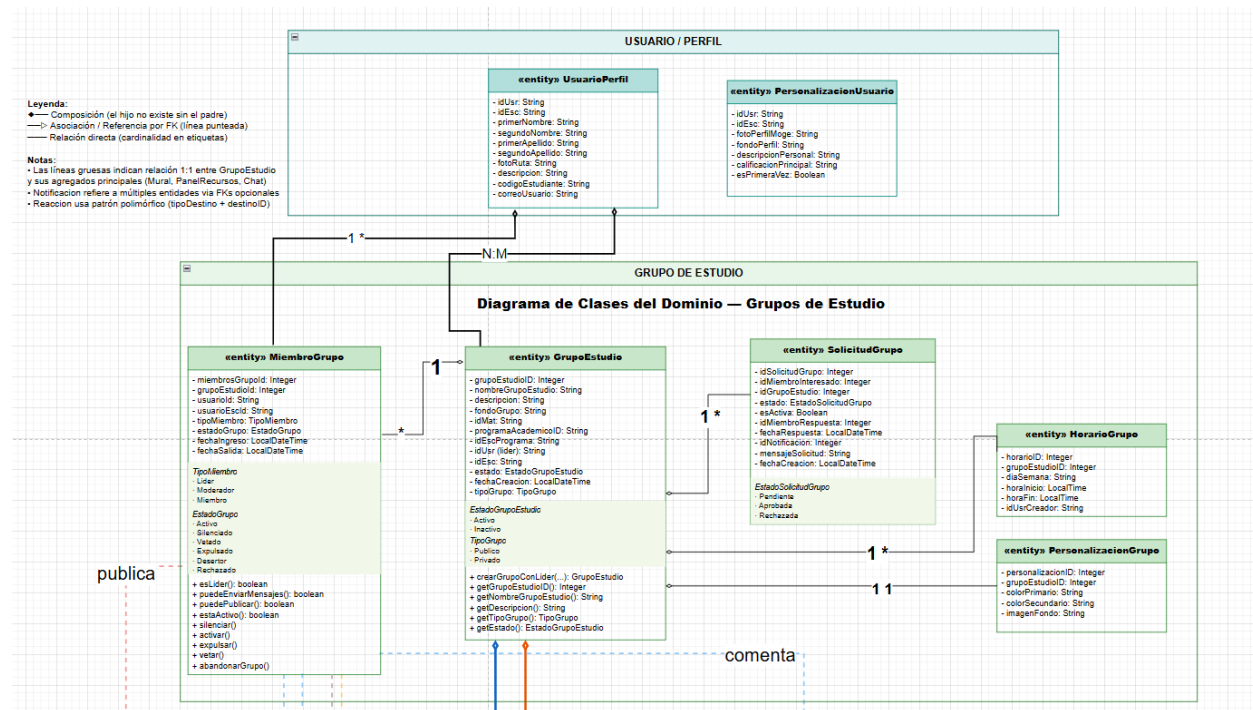 USUARIO / PERFIL
«entity» UsuarioPerfil
- idUsr: String
- idEsc: String
- primerNombre: String
- segundoNombre: String
- primerApellido: String
- segundoApellido: String
- fotoRuta: String
- descripcion: String
- codigoEstudiante: String
- correoUsuario: String
«entity» PersonalizacionUsuario
- idUsr: String
- idEsc: String
- fotoPerfilMoge: String
- fondoPerfil: String
- descripcionPersonal: String
- calificacionPrincipal: String
- esPrimeraVez: Boolean
Leyenda:
◆── Composición (el hijo no existe sin el padre)
──▷ Asociación / Referencia por FK (línea punteada)
─── Relación directa (cardinalidad en etiquetas)
Notas:
• Las líneas gruesas indican relación 1:1 entre GrupoEstudio
y sus agregados principales (Mural, PanelRecursos, Chat)
• Notificacion refiere a múltiples entidades via FKs opcionales
• Reaccion usa patrón polimórfico (tipoDestino + destinoID)
1 *
N:M
GRUPO DE ESTUDIO
Diagrama de Clases del Dominio — Grupos de Estudio
«entity» MiembroGrupo
- miembrosGrupoId: Integer
- grupoEstudioId: Integer
- usuarioId: String
- usuarioEscId: String
- tipoMiembro: TipoMiembro
- estadoGrupo: EstadoGrupo
- fechaIngreso: LocalDateTime
- fechaSalida: LocalDateTime
TipoMiembro
· Lider
· Moderador
· Miembro
EstadoGrupo
· Activo
· Silenciado
· Vetado
· Expulsado
· Desertor
· Rechazado
+ esLider(): boolean
+ puedeEnviarMensajes(): boolean
+ puedePublicar(): boolean
+ estaActivo(): boolean
+ silenciar()
+ activar()
+ expulsar()
+ vetar()
+ abandonarGrupo()
1
*
«entity» GrupoEstudio
- grupoEstudioID: Integer
- nombreGrupoEstudio: String
- descripcion: String
- fondoGrupo: String
- idMat: String
- programaAcademicoID: String
- idEscPrograma: String
- idUsr (lider): String
- idEsc: String
- estado: EstadoGrupoEstudio
- fechaCreacion: LocalDateTime
- tipoGrupo: TipoGrupo
EstadoGrupoEstudio
· Activo
· Inactivo
TipoGrupo
· Publico
· Privado
+ crearGrupoConLider(...): GrupoEstudio
+ getGrupoEstudioID(): Integer
+ getNombreGrupoEstudio(): String
+ getDescripcion(): String
+ getTipoGrupo(): TipoGrupo
+ getEstado(): EstadoGrupoEstudio
1 *
«entity» SolicitudGrupo
- idSolicitudGrupo: Integer
- idMiembroInteresado: Integer
- idGrupoEstudio: Integer
- estado: EstadoSolicitudGrupo
- esActiva: Boolean
- idMiembroRespuesta: Integer
- fechaRespuesta: LocalDateTime
- idNotificacion: Integer
- mensajeSolicitud: String
- fechaCreacion: LocalDateTime
EstadoSolicitudGrupo
· Pendiente
· Aprobada
· Rechazada
«entity» HorarioGrupo
- horarioID: Integer
- grupoEstudioID: Integer
- diaSemana: String
- horaInicio: LocalTime
- horaFin: LocalTime
- idUsrCreador: String
1 *
«entity» PersonalizacionGrupo
- personalizacionID: Integer
- grupoEstudioID: Integer
- colorPrimario: String
- colorSecundario: String
- imagenFondo: String
1 1
publica
comenta